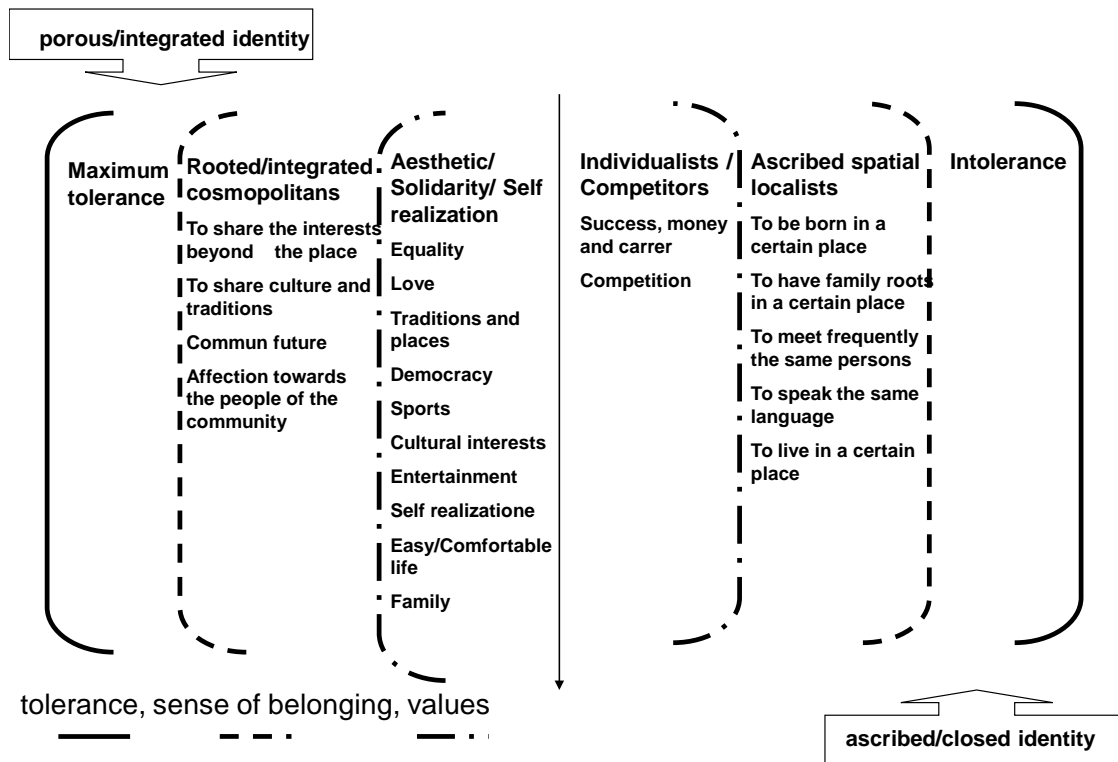 porous/integrated identity
Maximum
tolerance
Rooted/integrated
cosmopolitans
To share the interests
beyond the place
To share culture and
traditions
Commun future
Affection towards
the people of the
community
Aesthetic/
Solidarity/ Self
realization
Equality
Love
Traditions and
places
Democracy
Sports
Cultural interests
Entertainment
Self realizatione
Easy/Comfortable
life
Family
Individualists /
Competitors
Success, money
and carrer
Competition
Ascribed spatial
localists
To be born in a
certain place
To have family roots
in a certain place
To meet frequently
the same persons
To speak the same
language
To live in a certain
place
Intolerance
tolerance, sense of belonging, values
ascribed/closed identity